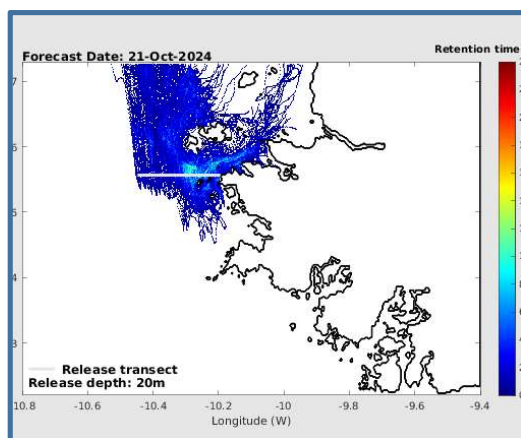 Retention time
Forecast Date: 21-Oct-2024
7
6
5
4
3
Release transect
Release depth: 20m
10.8 -10.6 -10.4 -10.2 -10 -9.8 -9.6 -9.4
Longitude (W)